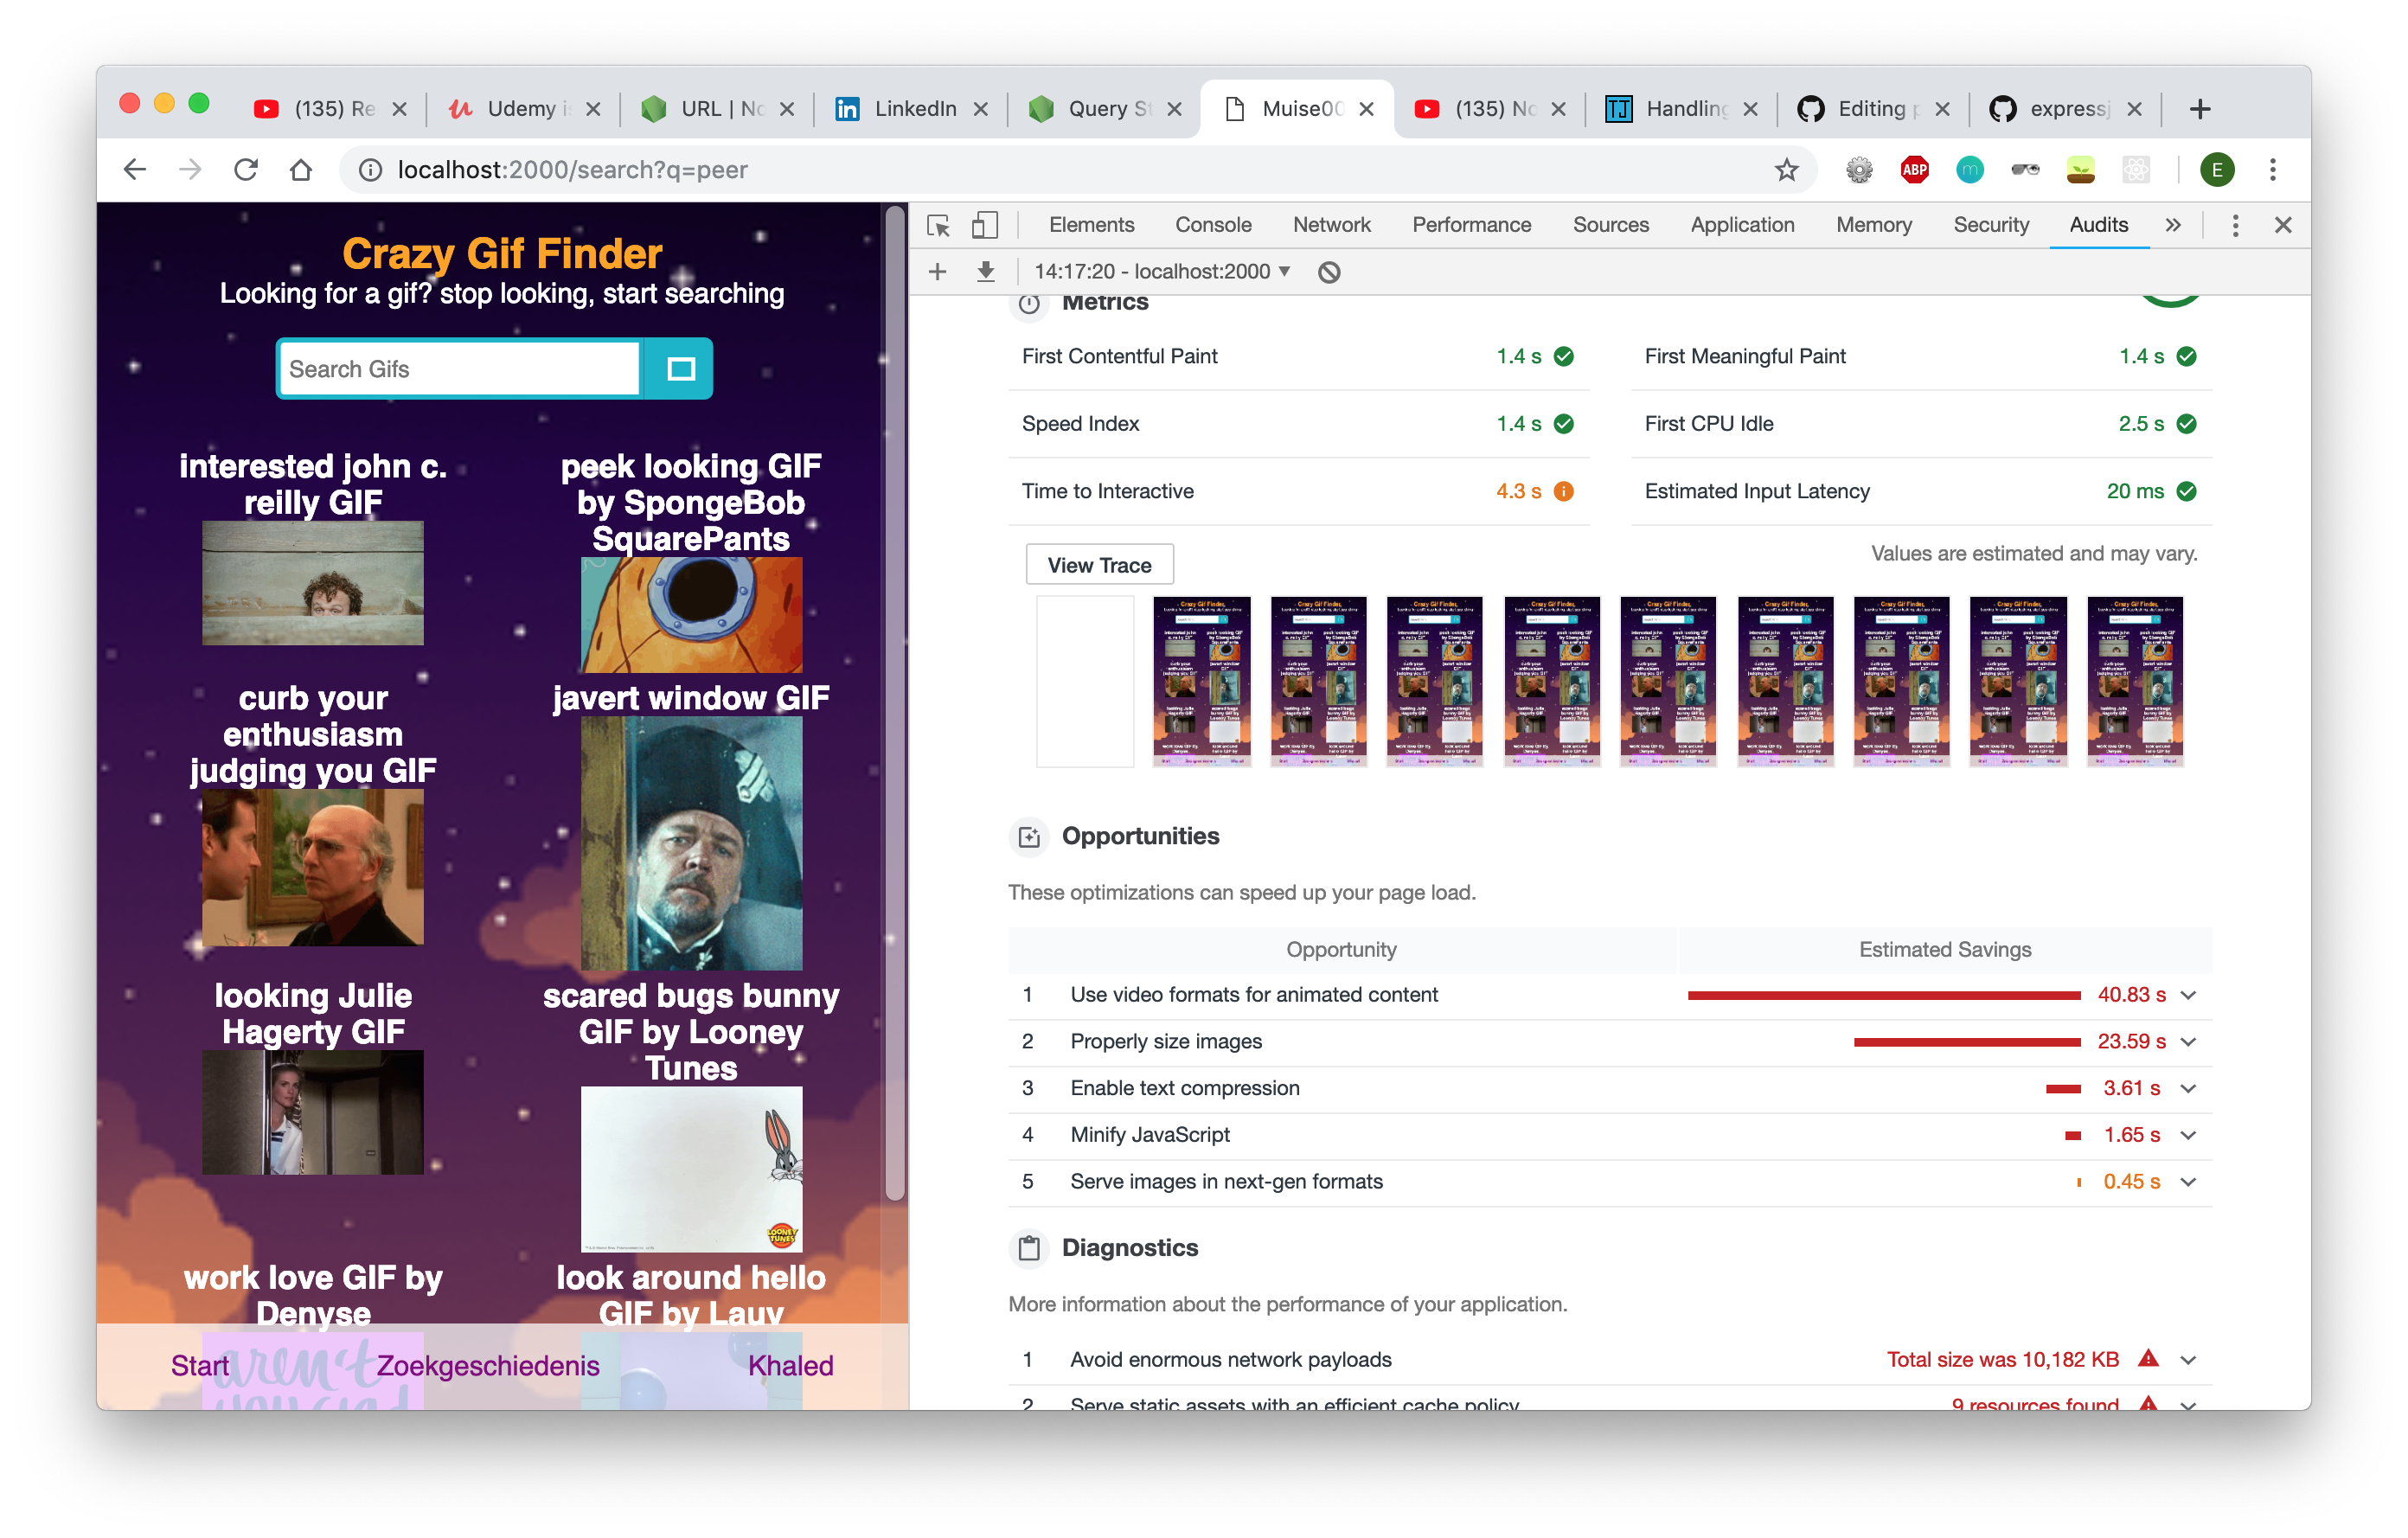 (135) Re
Udemy i
URL | No
LinkedIn
Query St
Muise00
(135) No
TJ
Handling
Editing p
expressj
localhost:2000/search?q=peer
ABP
m
E
Crazy Gif Finder
Looking for a gif? stop looking, start searching
Search Gifs
interested john c.
reilly GIF
peek looking GIF
by SpongeBob
SquarePants
curb your
enthusiasm
judging you GIF
javert window GIF
looking Julie
Hagerty GIF
scared bugs bunny
GIF by Looney
Tunes
LOONEY
TUNES
work love GIF by
Denyse
look around hello
GIF by Lauv
aren't
Start
Zoekgeschiedenis
Khaled
Elements
Console
Network
Performance
Sources
Application
Memory
Security
Audits
14:17:20 - localhost:2000
Metrics
First Contentful Paint 1.4 s
First Meaningful Paint 1.4 s
Speed Index 1.4 s
First CPU Idle 2.5 s
Time to Interactive 4.3 s
Estimated Input Latency 20 ms
View Trace
Values are estimated and may vary.
Opportunities
These optimizations can speed up your page load.
Opportunity
Estimated Savings
1 Use video formats for animated content 40.83 s
2 Properly size images 23.59 s
3 Enable text compression 3.61 s
4 Minify JavaScript 1.65 s
5 Serve images in next-gen formats 0.45 s
Diagnostics
More information about the performance of your application.
1 Avoid enormous network payloads Total size was 10,182 KB
2 Serve static assets with an efficient cache policy 9 resources found